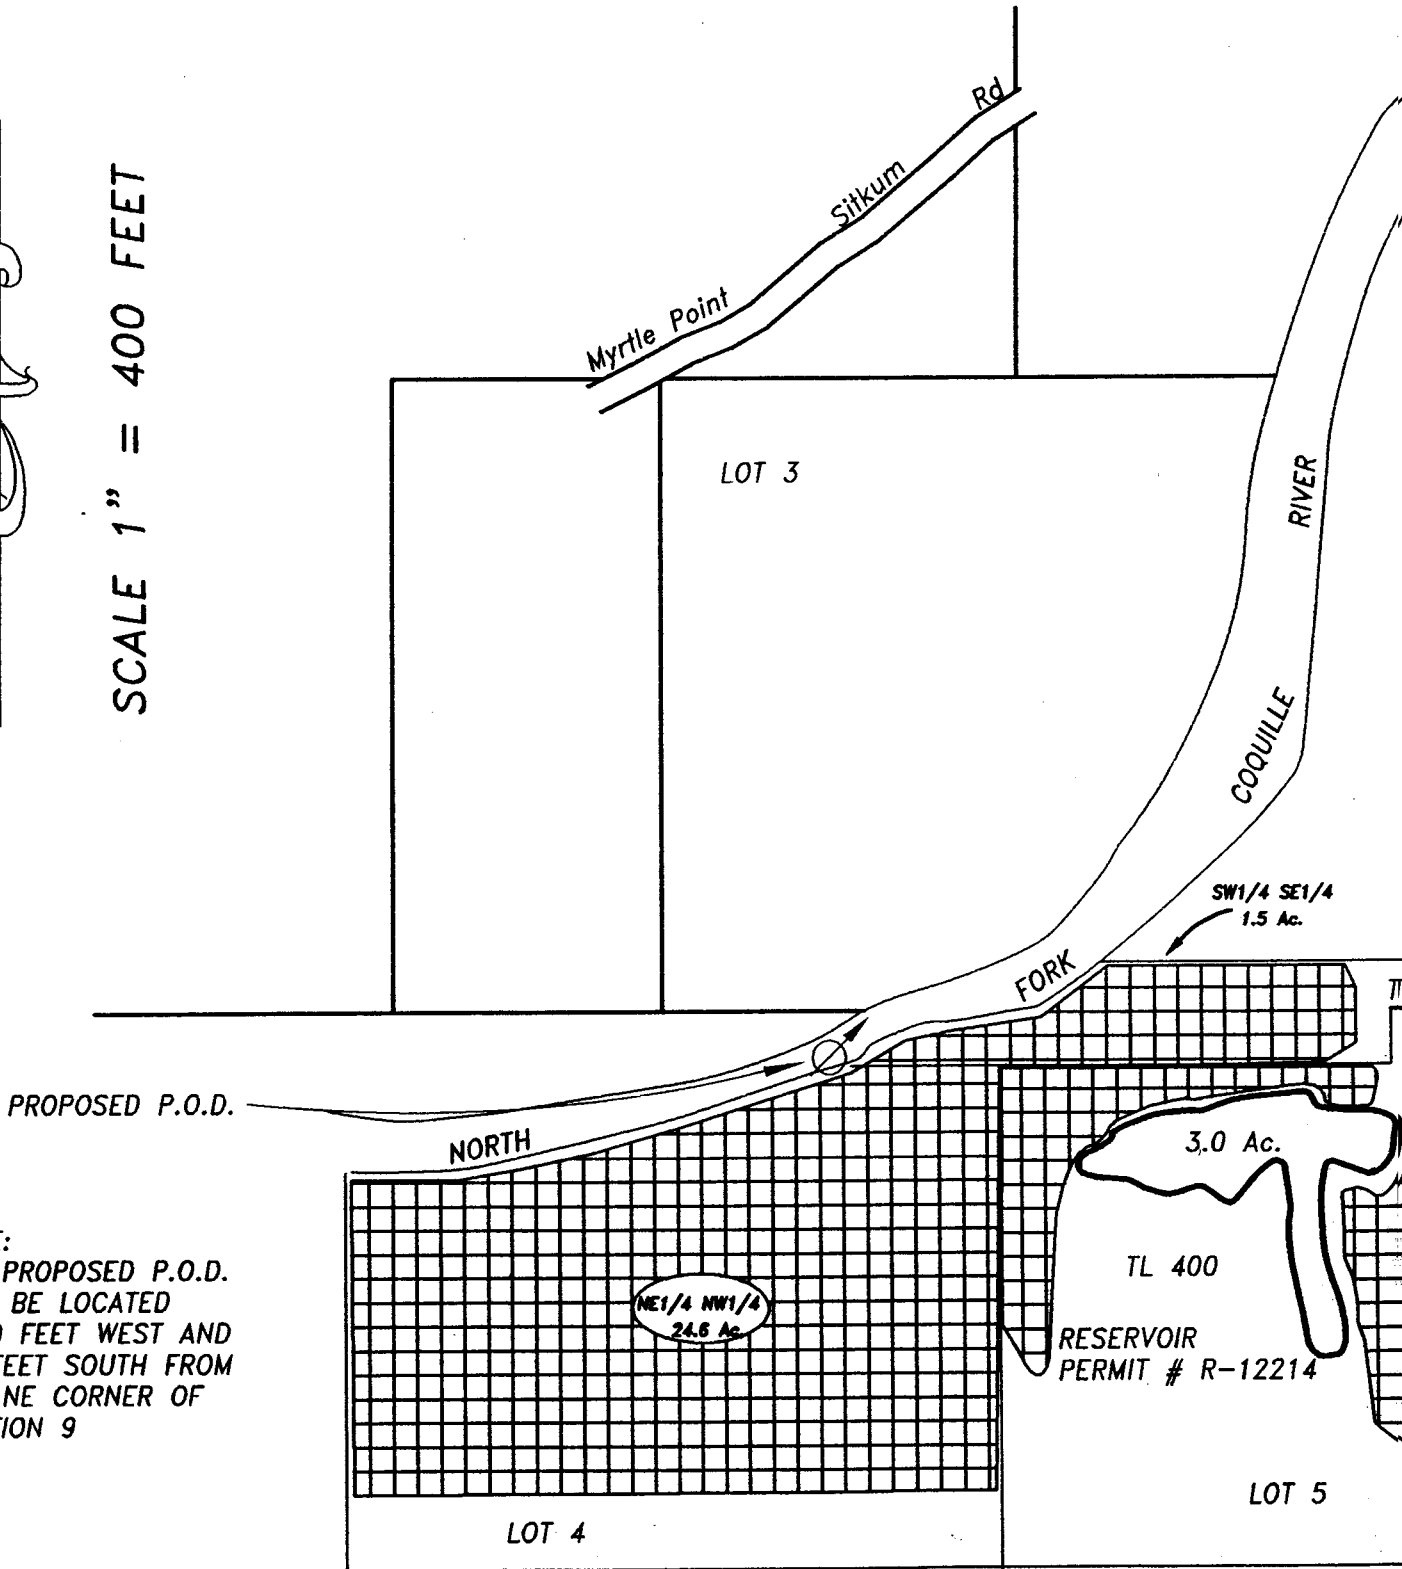 SCALE 1" = 400 FEET
Myrtle Point Sitkum Rd
LOT 3
NORTH FORK COQUILLE RIVER
SW1/4 SE1/4
1.5 Ac.
PROPOSED P.O.D.
3.0 Ac.
TL 400
RESERVOIR
PERMIT # R-12214
NE1/4 NW1/4
24.6 Ac.
PROPOSED P.O.D.
BE LOCATED
FEET WEST AND
FEET SOUTH FROM
NE CORNER OF
9
LOT 4
LOT 5